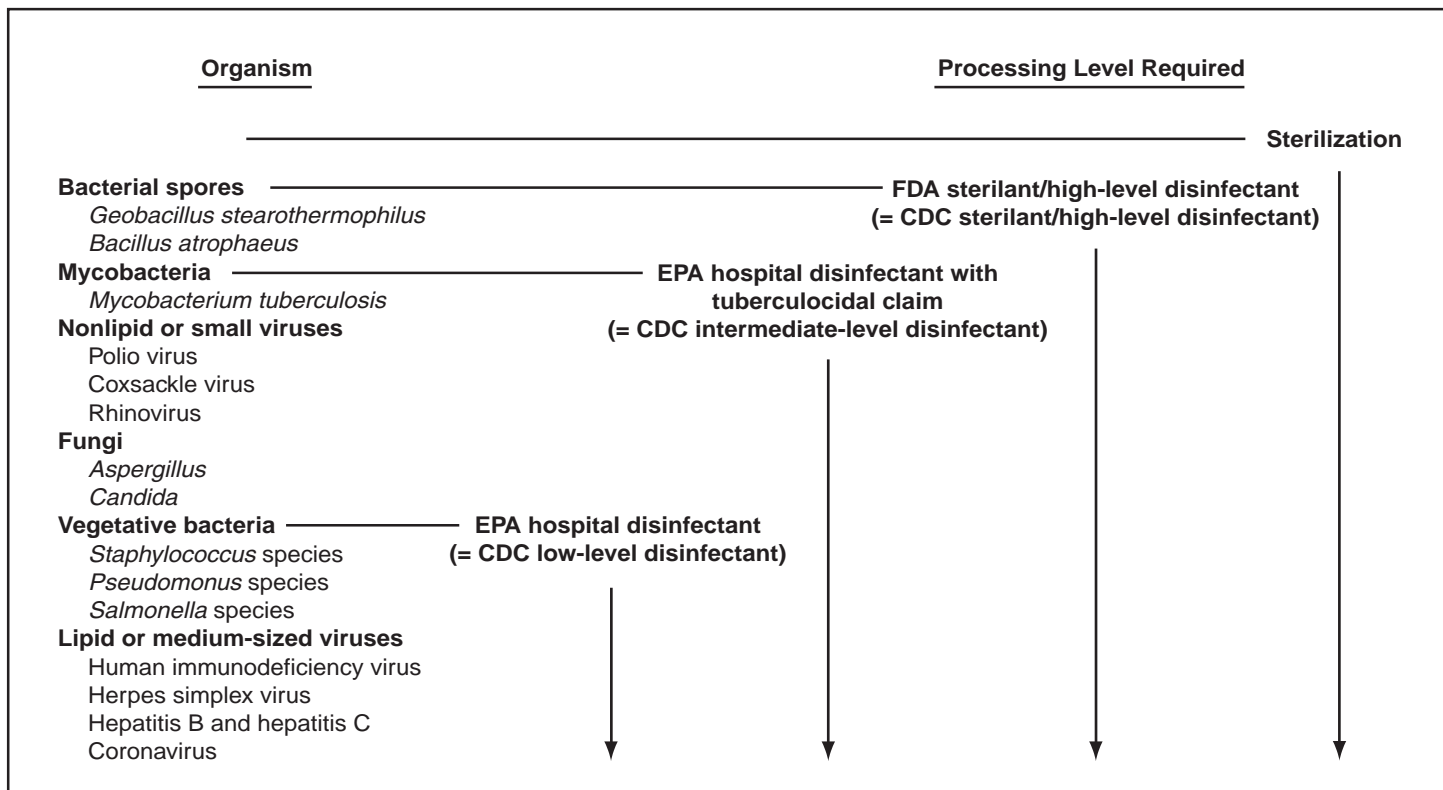 Organism
Processing Level Required
Sterilization
Bacterial spores
FDA sterilant/high-level disinfectant
Geobacillus stearothermophilus
(= CDC sterilant/high-level disinfectant)
Bacillus atrophaeus
Mycobacteria
EPA hospital disinfectant with
Mycobacterium tuberculosis
tuberculocidal claim
Nonlipid or small viruses
(= CDC intermediate-level disinfectant)
Polio virus
Coxsackle virus
Rhinovirus
Fungi
Aspergillus
Candida
Vegetative bacteria
EPA hospital disinfectant
Staphylococcus species
(= CDC low-level disinfectant)
Pseudomonus species
Salmonella species
Lipid or medium-sized viruses
Human immunodeficiency virus
Herpes simplex virus
Hepatitis B and hepatitis C
Coronavirus